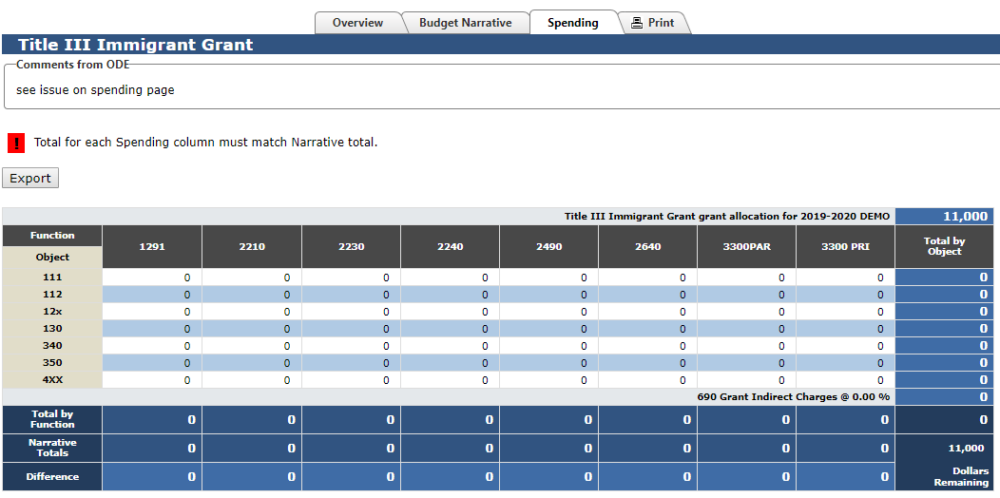 Overview Budget Narrative Spending Print
Title III Immigrant Grant
Comments from ODE
see issue on spending page
! Total for each Spending column must match Narrative total.
Export
Title III Immigrant Grant grant allocation for 2019-2020 DEMO 11,000
Function 1291 2210 2230 2240 2490 2640 3300PAR 3300 PRI Total by
Object Object
111 0 0 0 0 0 0 0 0 0
112 0 0 0 0 0 0 0 0 0
12x 0 0 0 0 0 0 0 0 0
130 0 0 0 0 0 0 0 0 0
340 0 0 0 0 0 0 0 0 0
350 0 0 0 0 0 0 0 0 0
4XX 0 0 0 0 0 0 0 0 0
690 Grant Indirect Charges @ 0.00 % 0
Total by
Function 0 0 0 0 0 0 0 0 0
Narrative
Totals 0 0 0 0 0 0 0 0 11,000
Difference 0 0 0 0 0 0 0 0 Dollars
Remaining